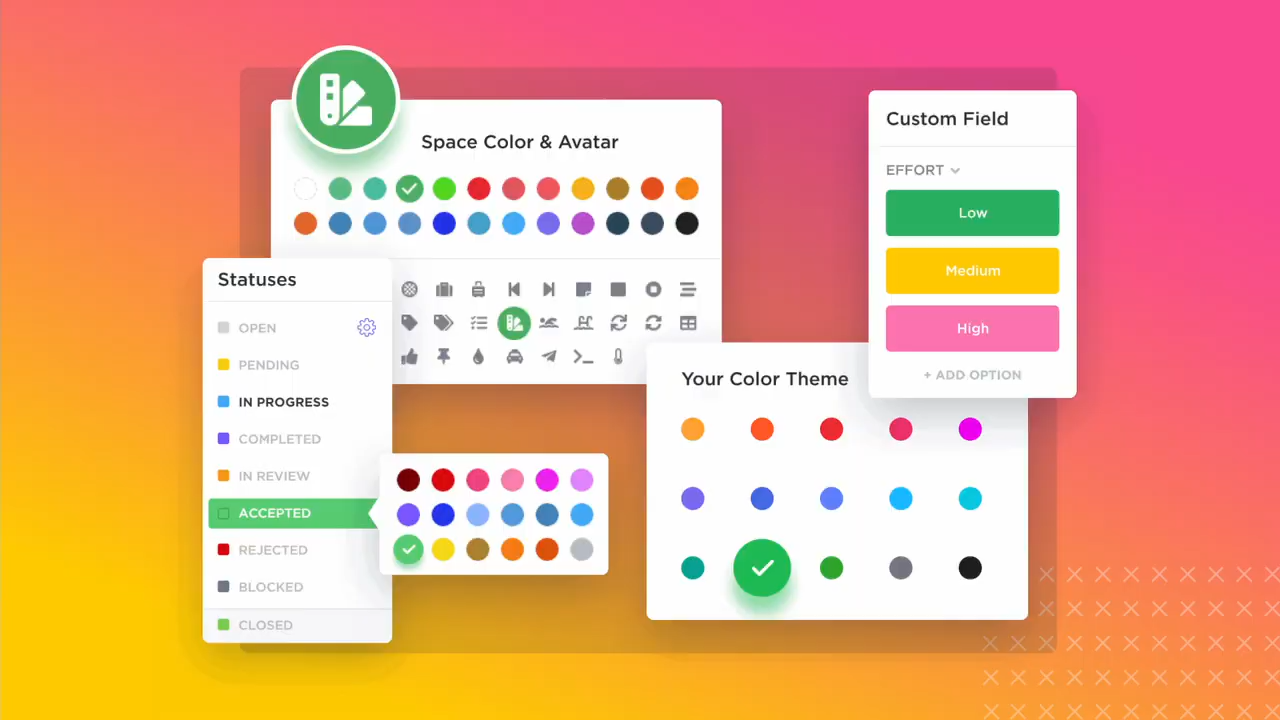 Space Color & Avatar
Custom Field
EFFORT
Low
Medium
High
+ ADD OPTION
Statuses
OPEN
PENDING
IN PROGRESS
COMPLETED
IN REVIEW
ACCEPTED
REJECTED
BLOCKED
CLOSED
Your Color Theme